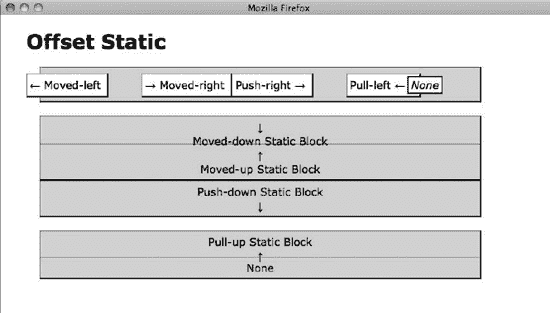 Mozilla Firefox
Offset Static
← Moved-left → Moved-right Push-right → Pull-left ← None
↓
Moved-down Static Block
↑
Moved-up Static Block
Push-down Static Block
↓
Pull-up Static Block
↑
None